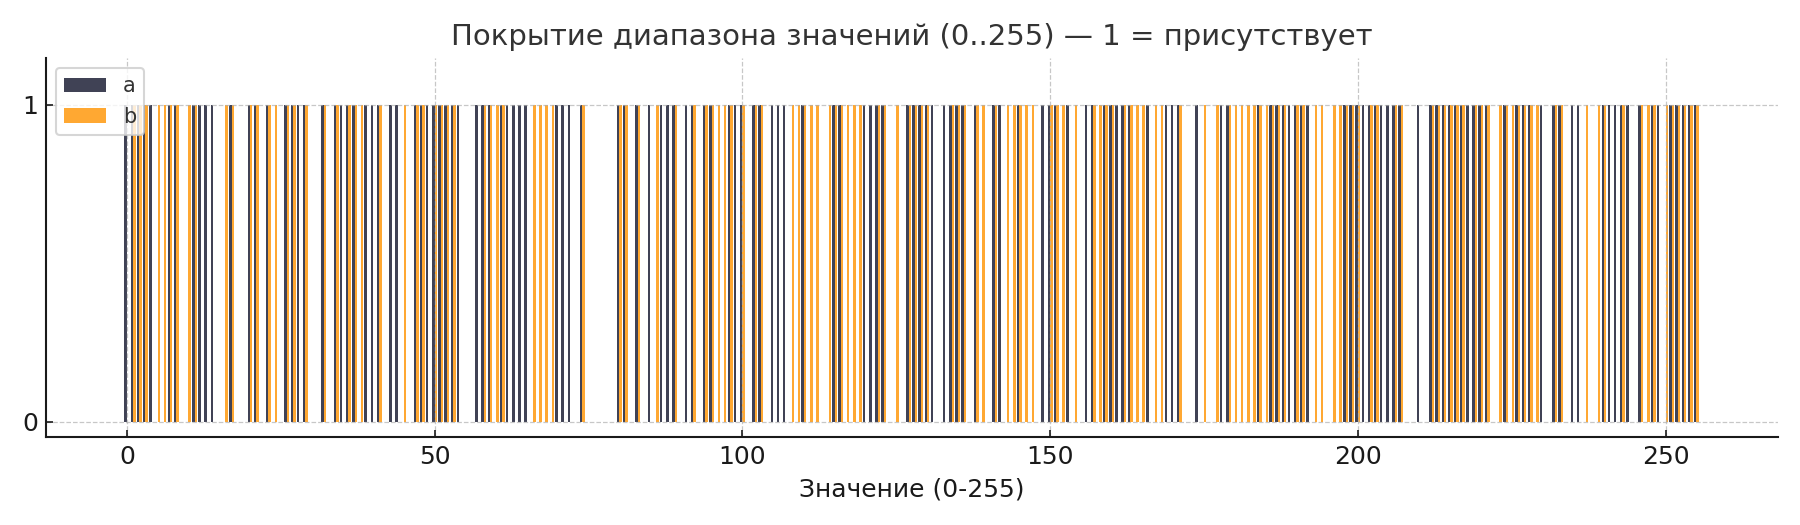 Покрытие диапазона значений (0..255) — 1 = присутствует
a
b
1
0
0 50 100 150 200 250
Значение (0-255)